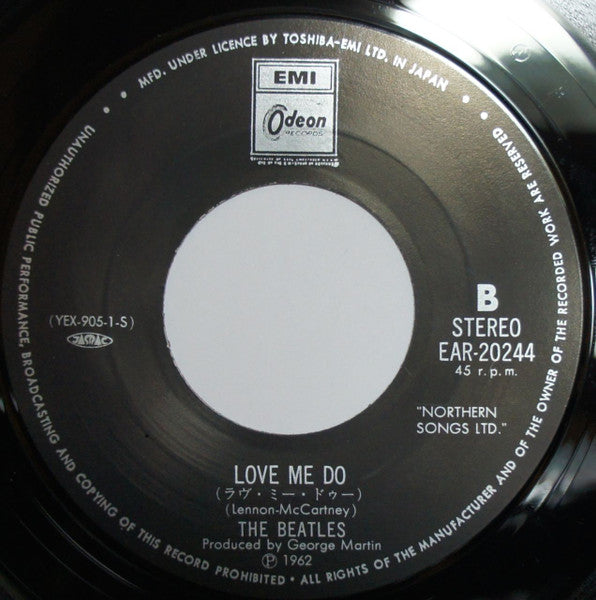 • • MFD. UNDER LICENCE BY TOSHIBA-EMI LTD. IN JAPAN • •
EMI
Odeon
RECORDS
(YEX-905-1-S)
JASRAC
B
STEREO
EAR-20244
45 r.p.m.
"NORTHERN
SONGS LTD."
LOVE ME DO
(ラヴ・ミー・ドゥー)
(Lennon-McCartney)
THE BEATLES
Produced by George Martin
Ⓟ 1962
UNAUTHORIZED PUBLIC PERFORMANCE, BROADCASTING AND COPYING OF THIS RECORD PROHIBITED • ALL RIGHTS OF THE MANUFACTURER AND OF THE OWNER OF THE RECORDED WORK ARE RESERVED